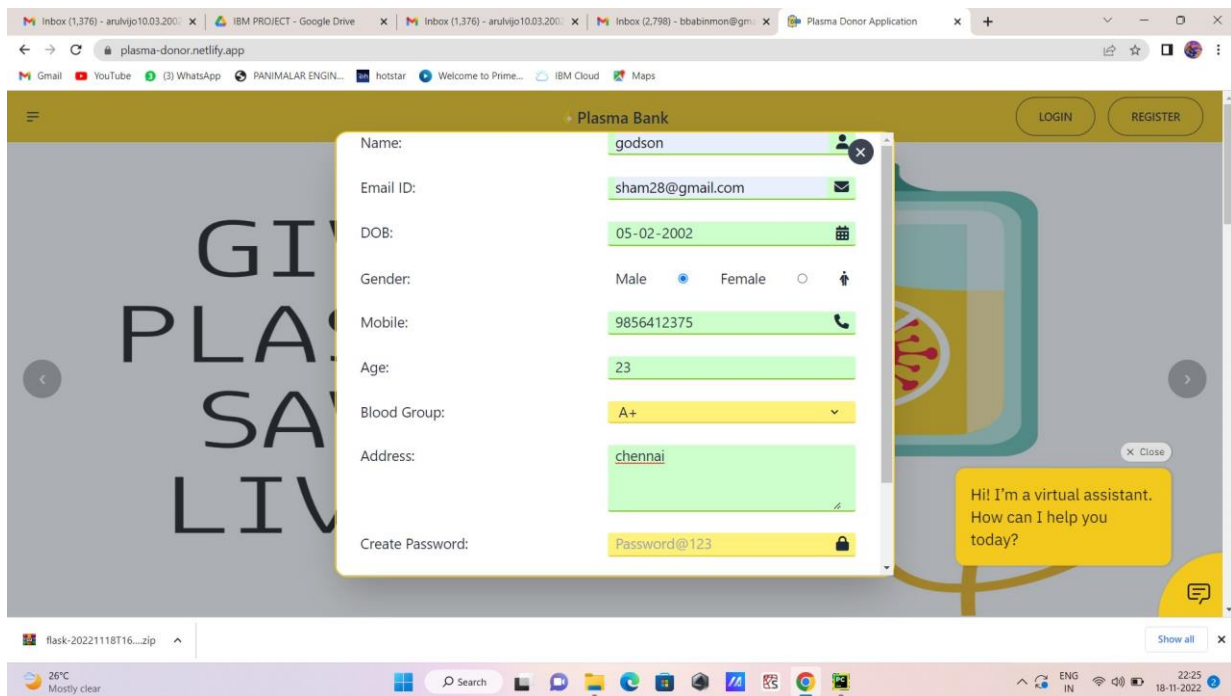 Inbox (1,376) - arulvijo10.03.200
IBM PROJECT - Google Drive
Inbox (1,376) - arulvijo10.03.200
Inbox (2,798) - bbabinmon@gm
Plasma Donor Application
plasma-donor.netlify.app
Gmail YouTube (3) WhatsApp PANIMALAR ENGIN... hotstar Welcome to Prime... IBM Cloud Maps
Plasma Bank
LOGIN REGISTER
GI
PLA
SA
LIV
Name: godson
Email ID: sham28@gmail.com
DOB: 05-02-2002
Gender: Male Female
Mobile: 9856412375
Age: 23
Blood Group: A+
Address: chennai
Create Password: Password@123
× Close
Hi! I'm a virtual assistant.
How can I help you
today?
flask-20221118T16....zip
Show all
26°C
Mostly clear
Search
ENG
IN
22:25
18-11-2022
2